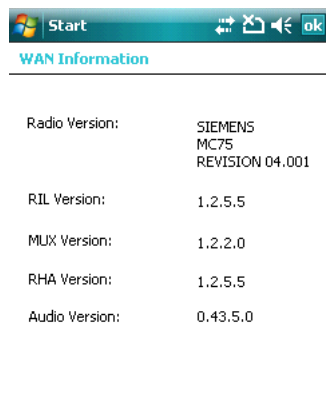 Start ok
WAN Information
Radio Version: SIEMENS
MC75
REVISION 04.001
RIL Version: 1.2.5.5
MUX Version: 1.2.2.0
RHA Version: 1.2.5.5
Audio Version: 0.43.5.0